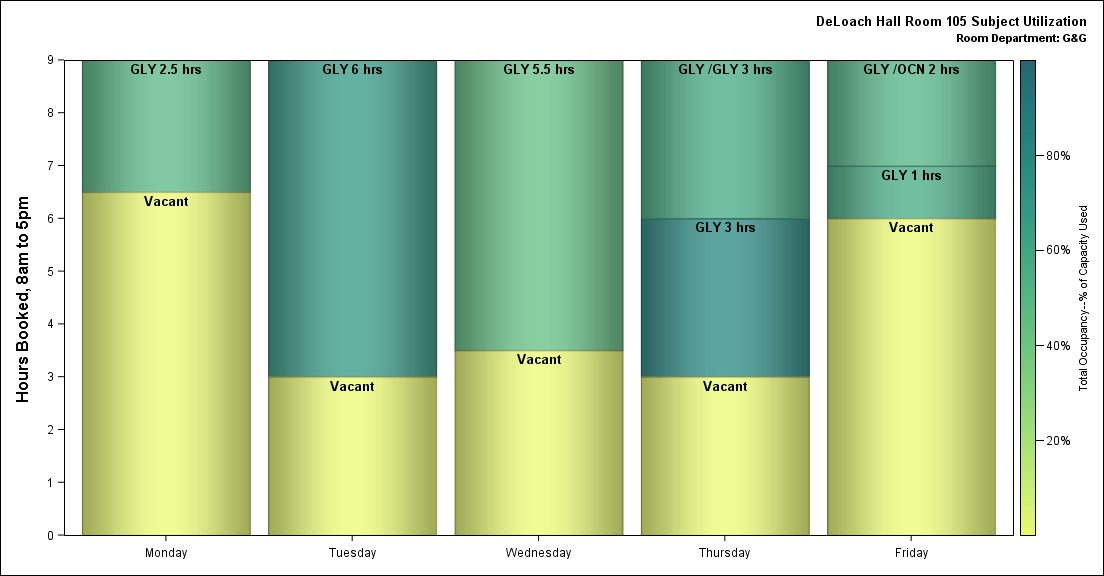 DeLoach Hall Room 105 Subject Utilization
Room Department: G&G
Hours Booked, 8am to 5pm
9
8
7
6
5
4
3
2
1
0
GLY 2.5 hrs
Vacant
GLY 6 hrs
Vacant
GLY 5.5 hrs
Vacant
GLY /GLY 3 hrs
GLY 3 hrs
Vacant
GLY /OCN 2 hrs
GLY 1 hrs
Vacant
Monday
Tuesday
Wednesday
Thursday
Friday
80%
60%
40%
20%
Total Occupancy--% of Capacity Used